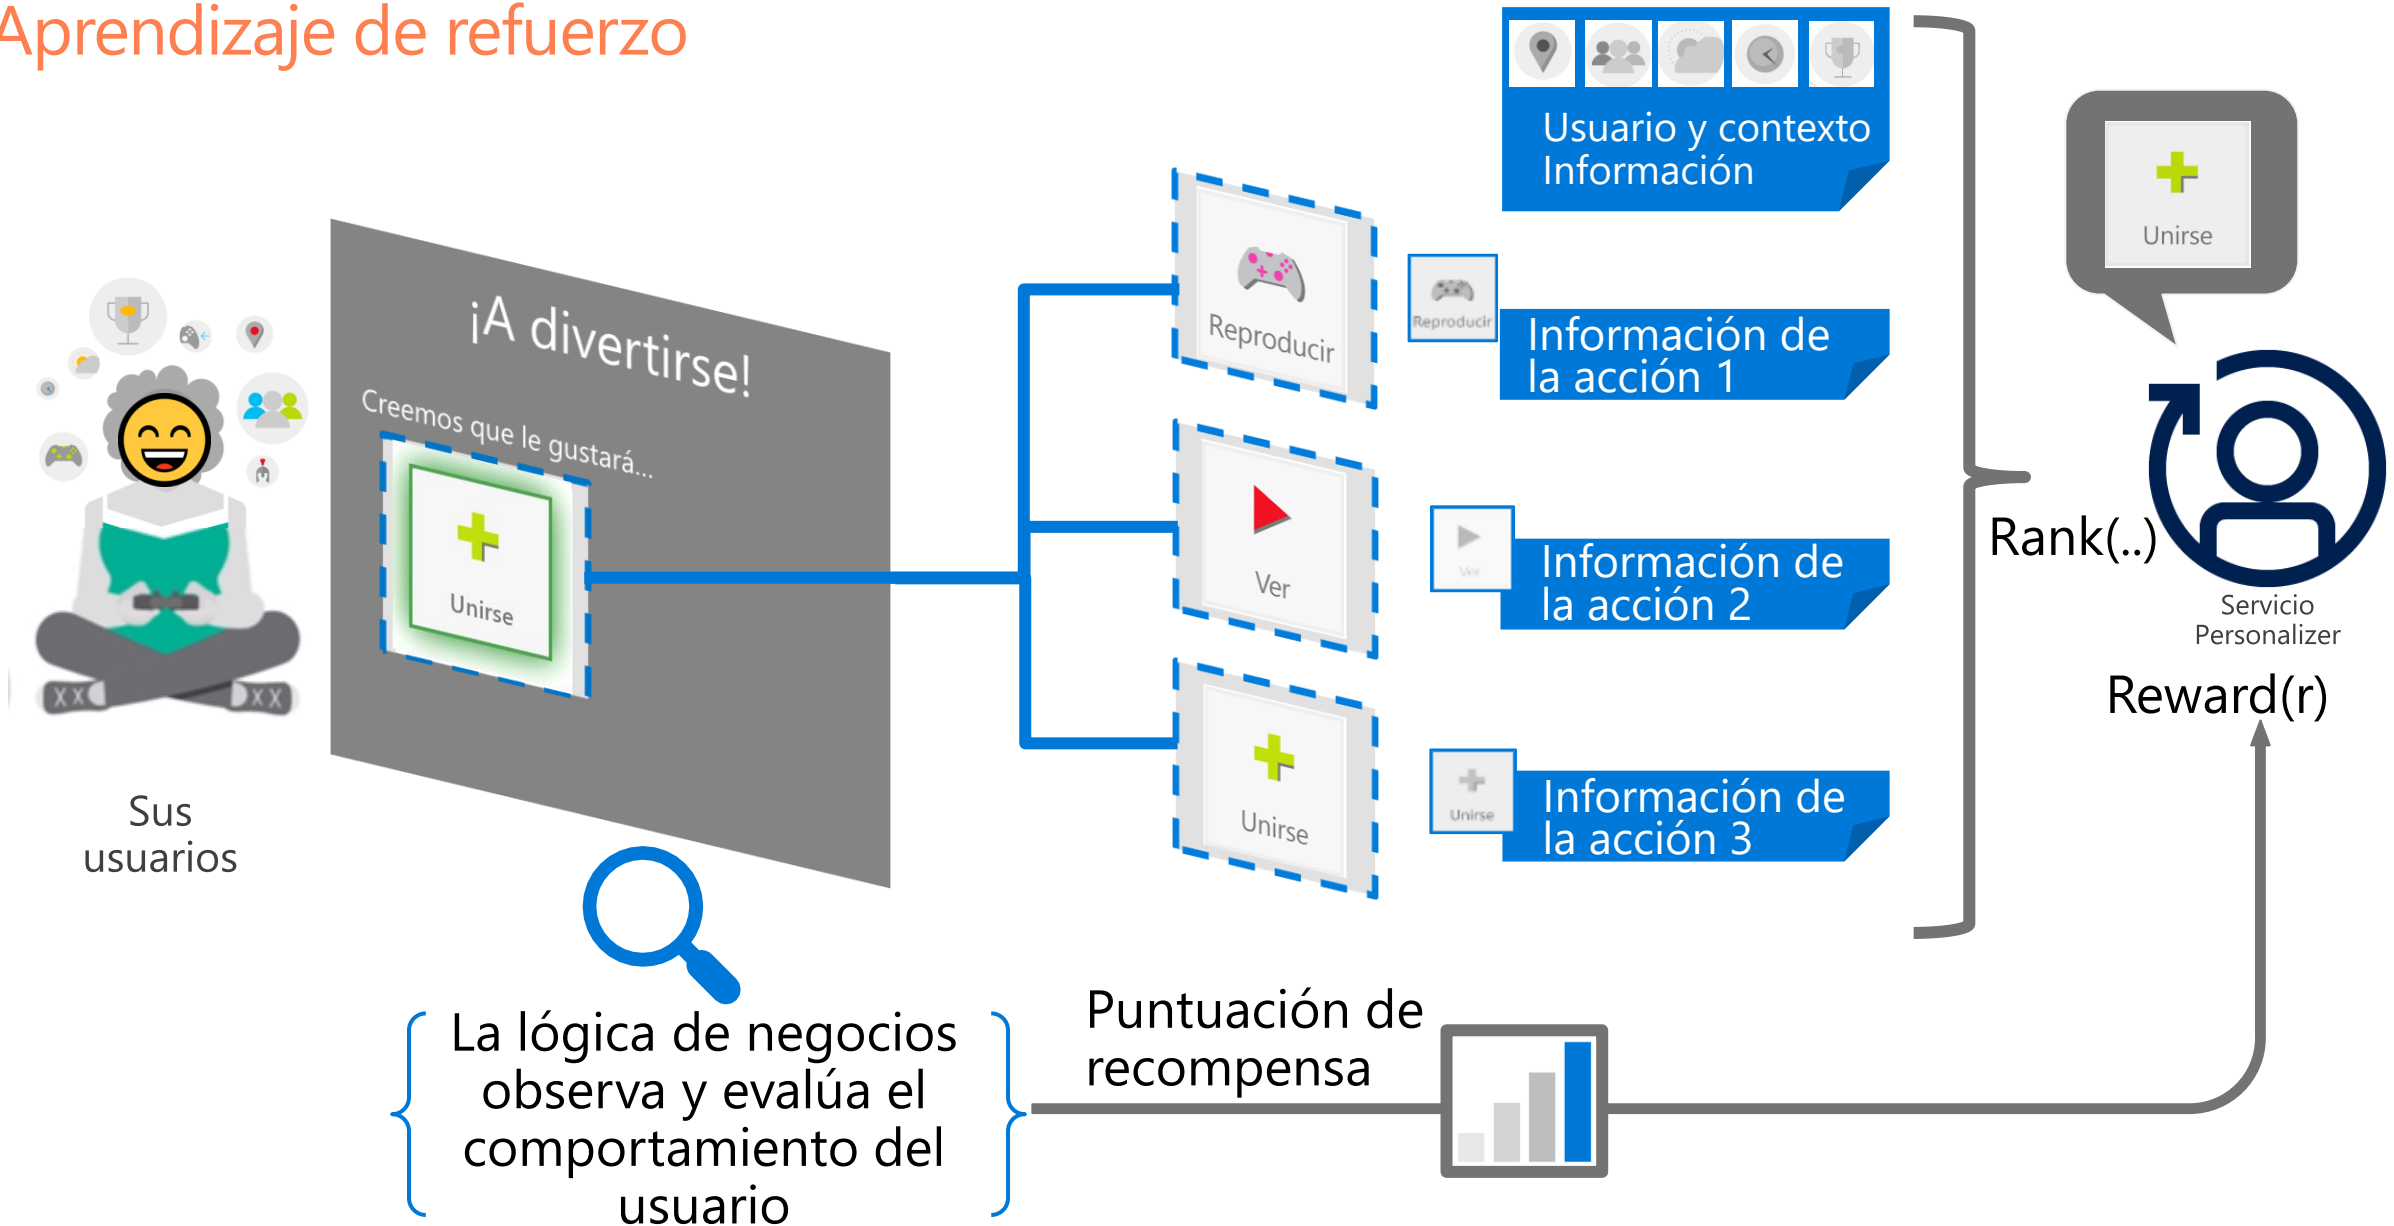 Aprendizaje de refuerzo
Usuario y contexto
Información
Unirse
¡A divertirse!
Creemos que le gustará...
Unirse
Reproducir
Reproducir
Información de
la acción 1
Ver
Ver
Información de
la acción 2
Unirse
Unirse
Información de
la acción 3
Rank(..)
Servicio
Personalizer
Reward(r)
Sus
usuarios
La lógica de negocios
observa y evalúa el
comportamiento del
usuario
Puntuación de
recompensa